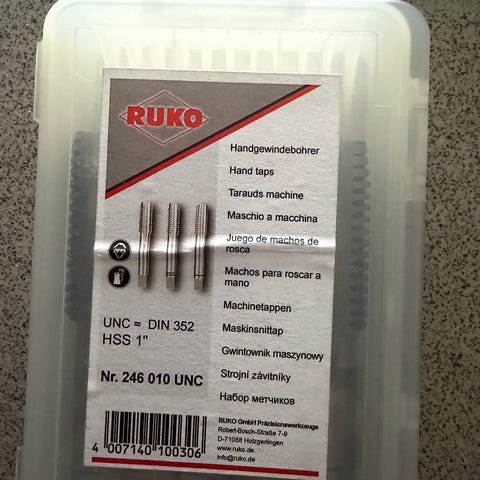 RUKO
Handgewindebohrer
Hand taps
Tarauds machine
Maschio a macchina
Juego de machos de
rosca
Machos para roscar a
mano
Machinetappen
Maskinsnittap
Gwintownik maszynowy
Strojní závitníky
Набор метчиков
UNC ≈ DIN 352
HSS 1"
Nr. 246 010 UNC
4 007140 100306
RUKO GmbH Präzisionswerkzeuge
Robert-Bosch-Straße 7-9
D-71088 Holzgerlingen
www.ruko.de
info@ruko.de